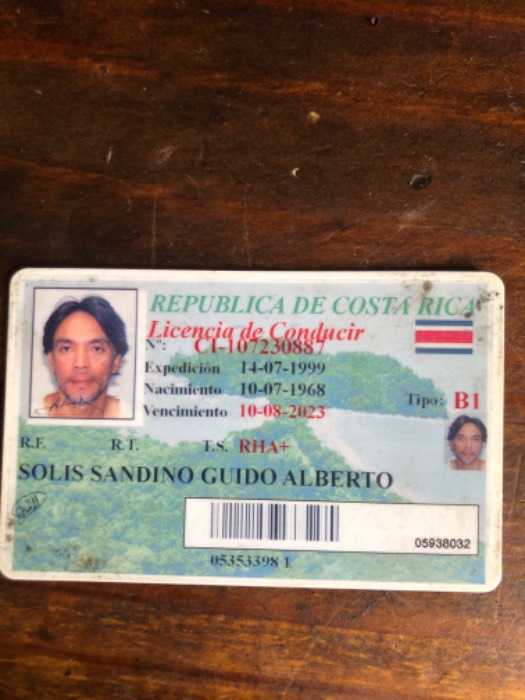 REPUBLICA DE COSTA RICA
Licencia de Conducir
Nº: CI-107230887
Expedición 14-07-1999
Nacimiento 10-07-1968
Vencimiento 10-08-2023
Tipo: B1
R.F. R.T. T.S. RHA+
SOLIS SANDINO GUIDO ALBERTO
05938032
05353398 1